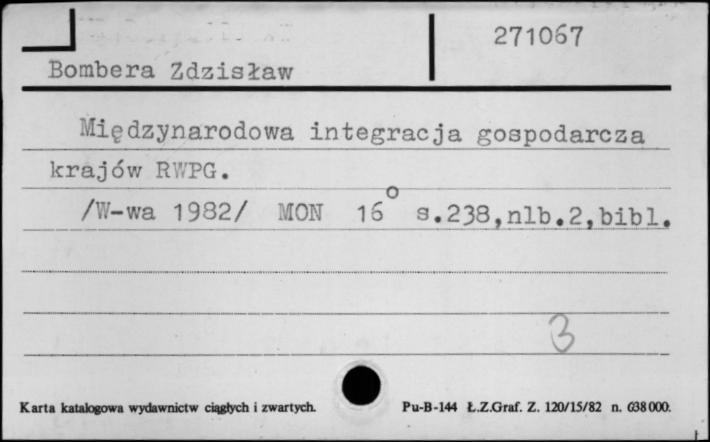 271067
Bombera Zdzisław
Międzynarodowa integracja gospodarcza
krajów RWPG.
/W-wa 1982/ MON 16° s.238,nlb.2,bibl.
3
Karta katalogowa wydawnictw ciągłych i zwartych. Pu-B-144 Ł.Z.Graf. Z. 120/15/82 n. 638000.